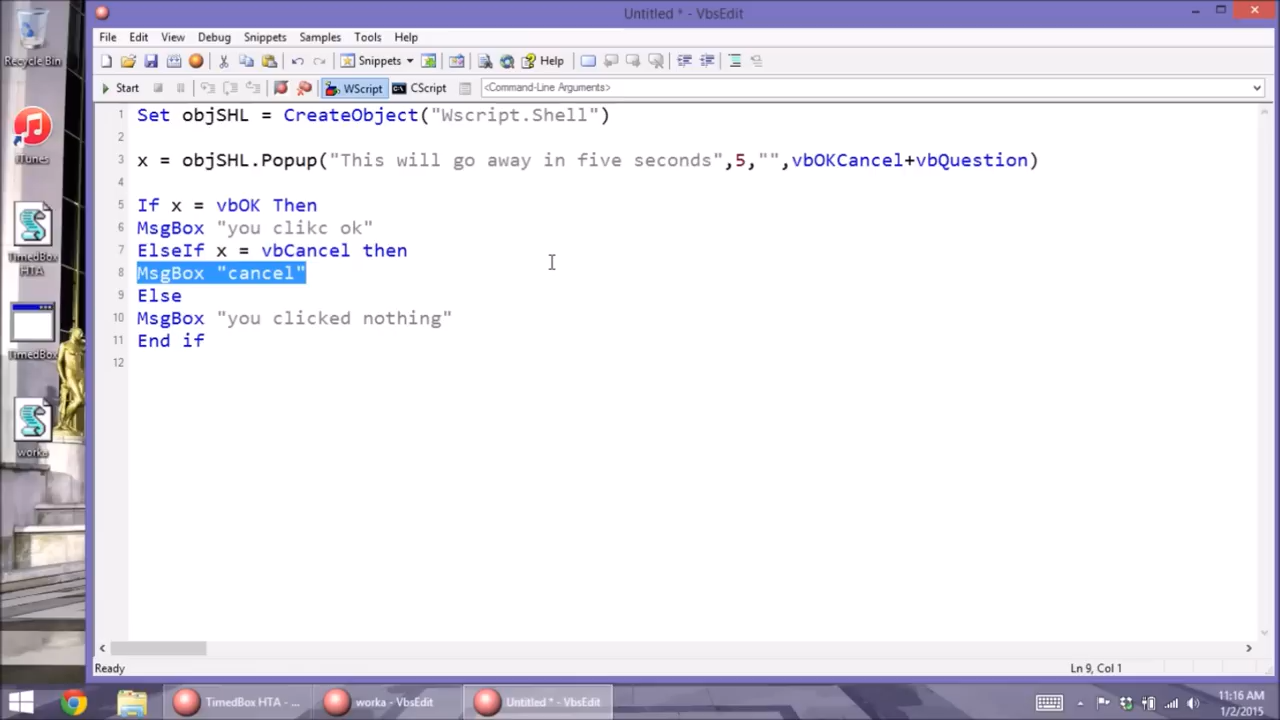 Untitled * - VbsEdit
File Edit View Debug Snippets Samples Tools Help
Snippets Help
Start WScript CScript <Command-Line Arguments>
Recycle Bin
iTunes
TimedBox HTA
TimedBox
worka
1 Set objSHL = CreateObject("Wscript.Shell")
2
3 x = objSHL.Popup("This will go away in five seconds",5,"",vbOKCancel+vbQuestion)
4
5 If x = vbOK Then
6 MsgBox "you clikc ok"
7 ElseIf x = vbCancel then
8 MsgBox "cancel"
9 Else
10 MsgBox "you clicked nothing"
11 End if
12
Ready Ln 9, Col 1
TimedBox HTA - ... worka - VbsEdit Untitled * - VbsEdit
11:16 AM
1/2/2015